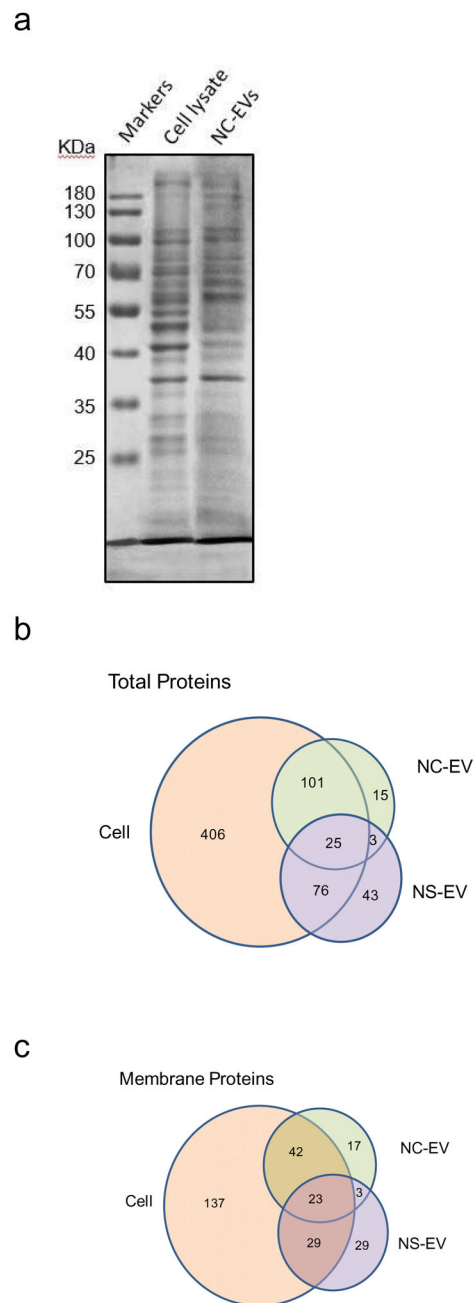 a
Markers
Cell lysate
NC-EVs
KDa
180
130
100
70
55
40
35
25
b
Total Proteins
NC-EV
101
15
Cell
406
25
3
76
43
NS-EV
c
Membrane Proteins
42
17
NC-EV
Cell
137
23
3
29
29
NS-EV